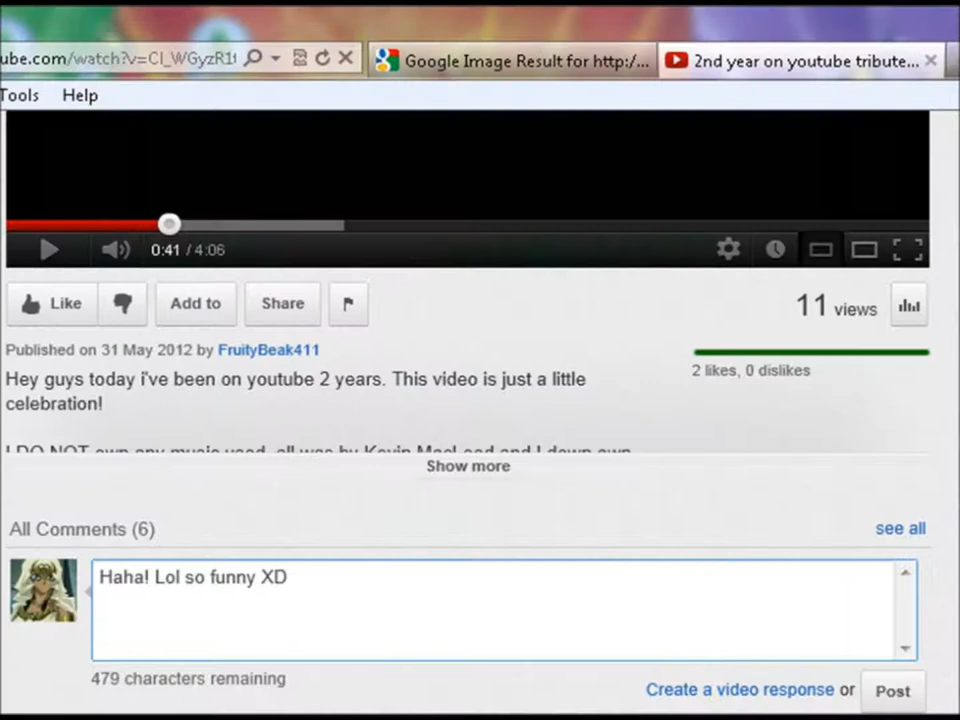 ube.com/watch?v=CI_WGyzR1
Google Image Result for http:/...
2nd year on youtube tribute...
Tools Help
0:41 / 4:06
Like Add to Share 11 views
Published on 31 May 2012 by FruityBeak411
2 likes, 0 dislikes
Hey guys today i've been on youtube 2 years. This video is just a little
celebration!
I DO NOT own any music used, all was by Kevin MacLeod and I down own
Show more
All Comments (6) see all
Haha! Lol so funny XD
479 characters remaining
Create a video response or Post